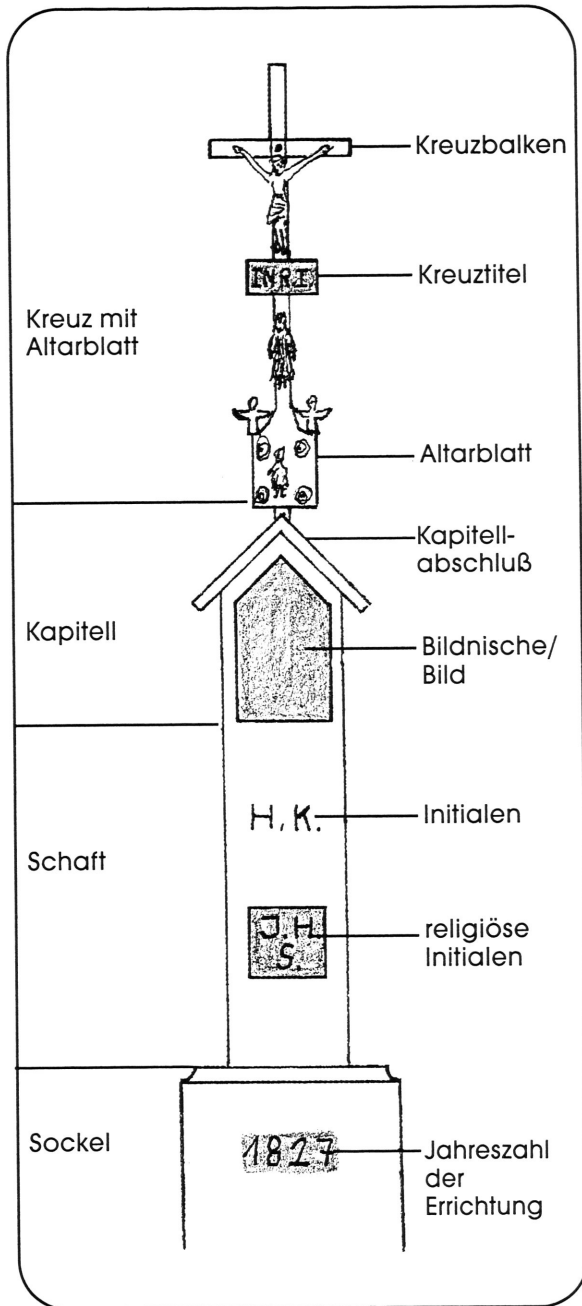 Kreuzbalken
INRI
Kreuztitel
Kreuz mit
Altarblatt
Altarblatt
Kapitell-
abschluß
Kapitell
Bildnische/
Bild
H. K.
Initialen
Schaft
J. H.
S.
religiöse
Initialen
Sockel
1827
Jahreszahl
der
Errichtung